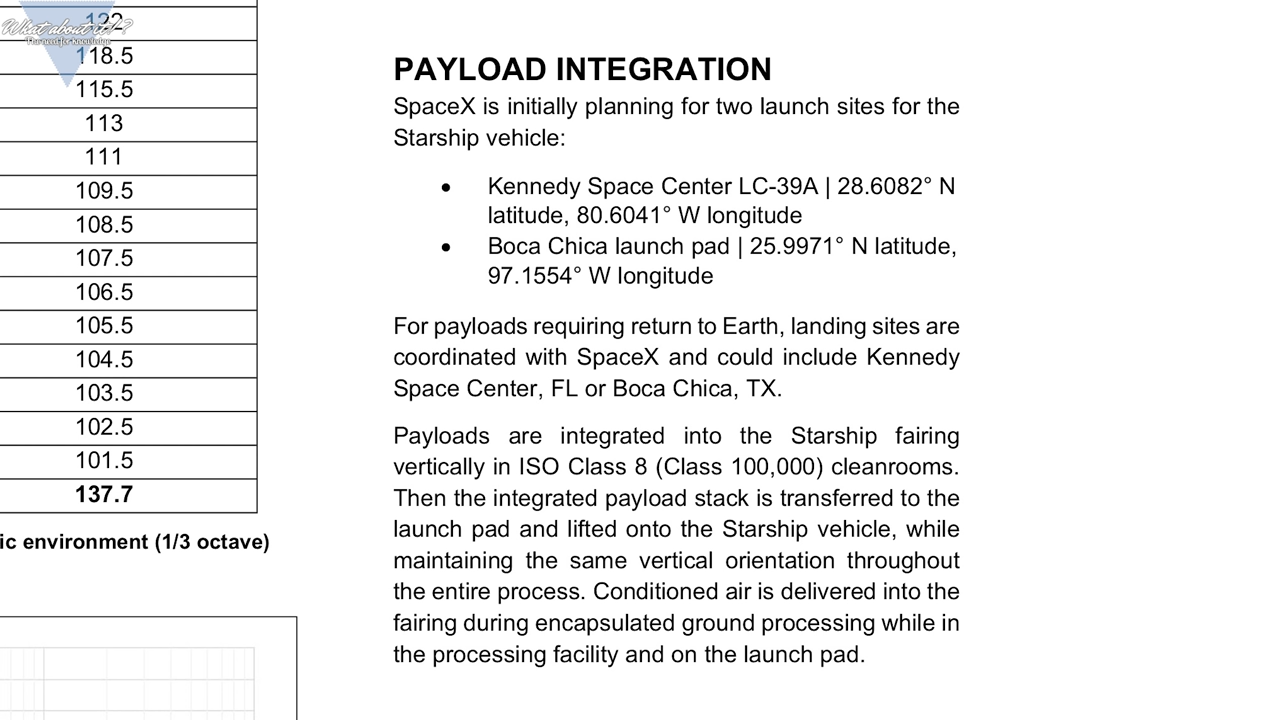 What about it!?
The need for knowledge
122
118.5
115.5
113
111
109.5
108.5
107.5
106.5
105.5
104.5
103.5
102.5
101.5
137.7
ic environment (1/3 octave)
PAYLOAD INTEGRATION
SpaceX is initially planning for two launch sites for the
Starship vehicle:
• Kennedy Space Center LC-39A | 28.6082° N
latitude, 80.6041° W longitude
• Boca Chica launch pad | 25.9971° N latitude,
97.1554° W longitude
For payloads requiring return to Earth, landing sites are
coordinated with SpaceX and could include Kennedy
Space Center, FL or Boca Chica, TX.
Payloads are integrated into the Starship fairing
vertically in ISO Class 8 (Class 100,000) cleanrooms.
Then the integrated payload stack is transferred to the
launch pad and lifted onto the Starship vehicle, while
maintaining the same vertical orientation throughout
the entire process. Conditioned air is delivered into the
fairing during encapsulated ground processing while in
the processing facility and on the launch pad.